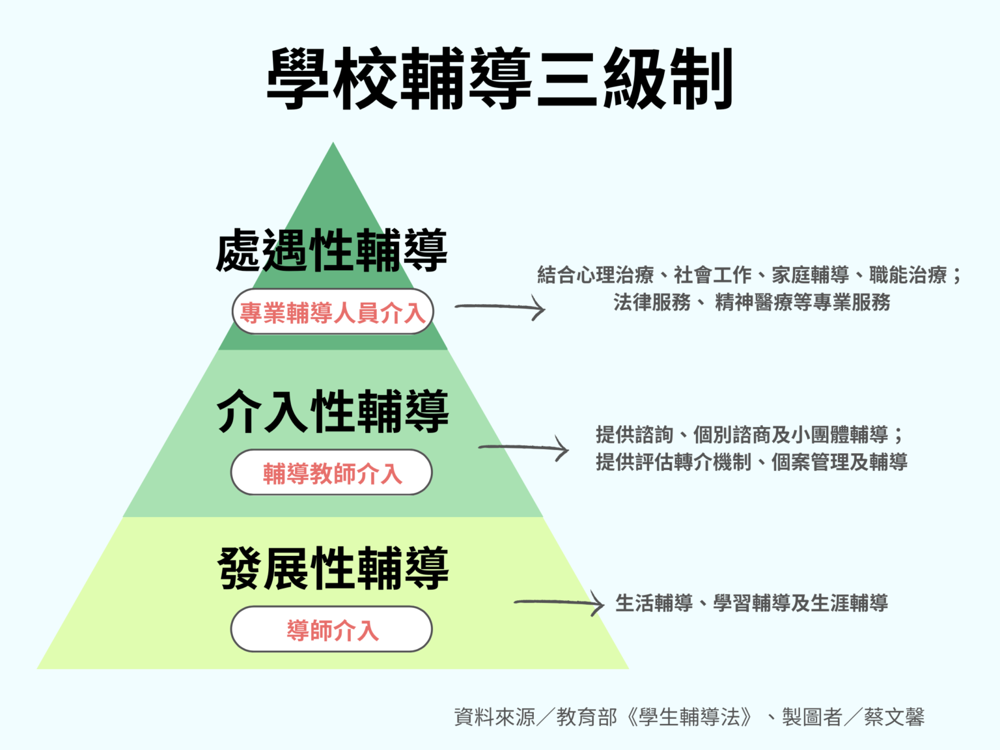 學校輔導三級制
處遇性輔導
專業輔導人員介入
結合心理治療、社會工作、家庭輔導、職能治療；
法律服務、 精神醫療等專業服務
介入性輔導
輔導教師介入
提供諮詢、個別諮商及小團體輔導；
提供評估轉介機制、個案管理及輔導
發展性輔導
導師介入
生活輔導、學習輔導及生涯輔導
資料來源／教育部《學生輔導法》、製圖者／蔡文馨